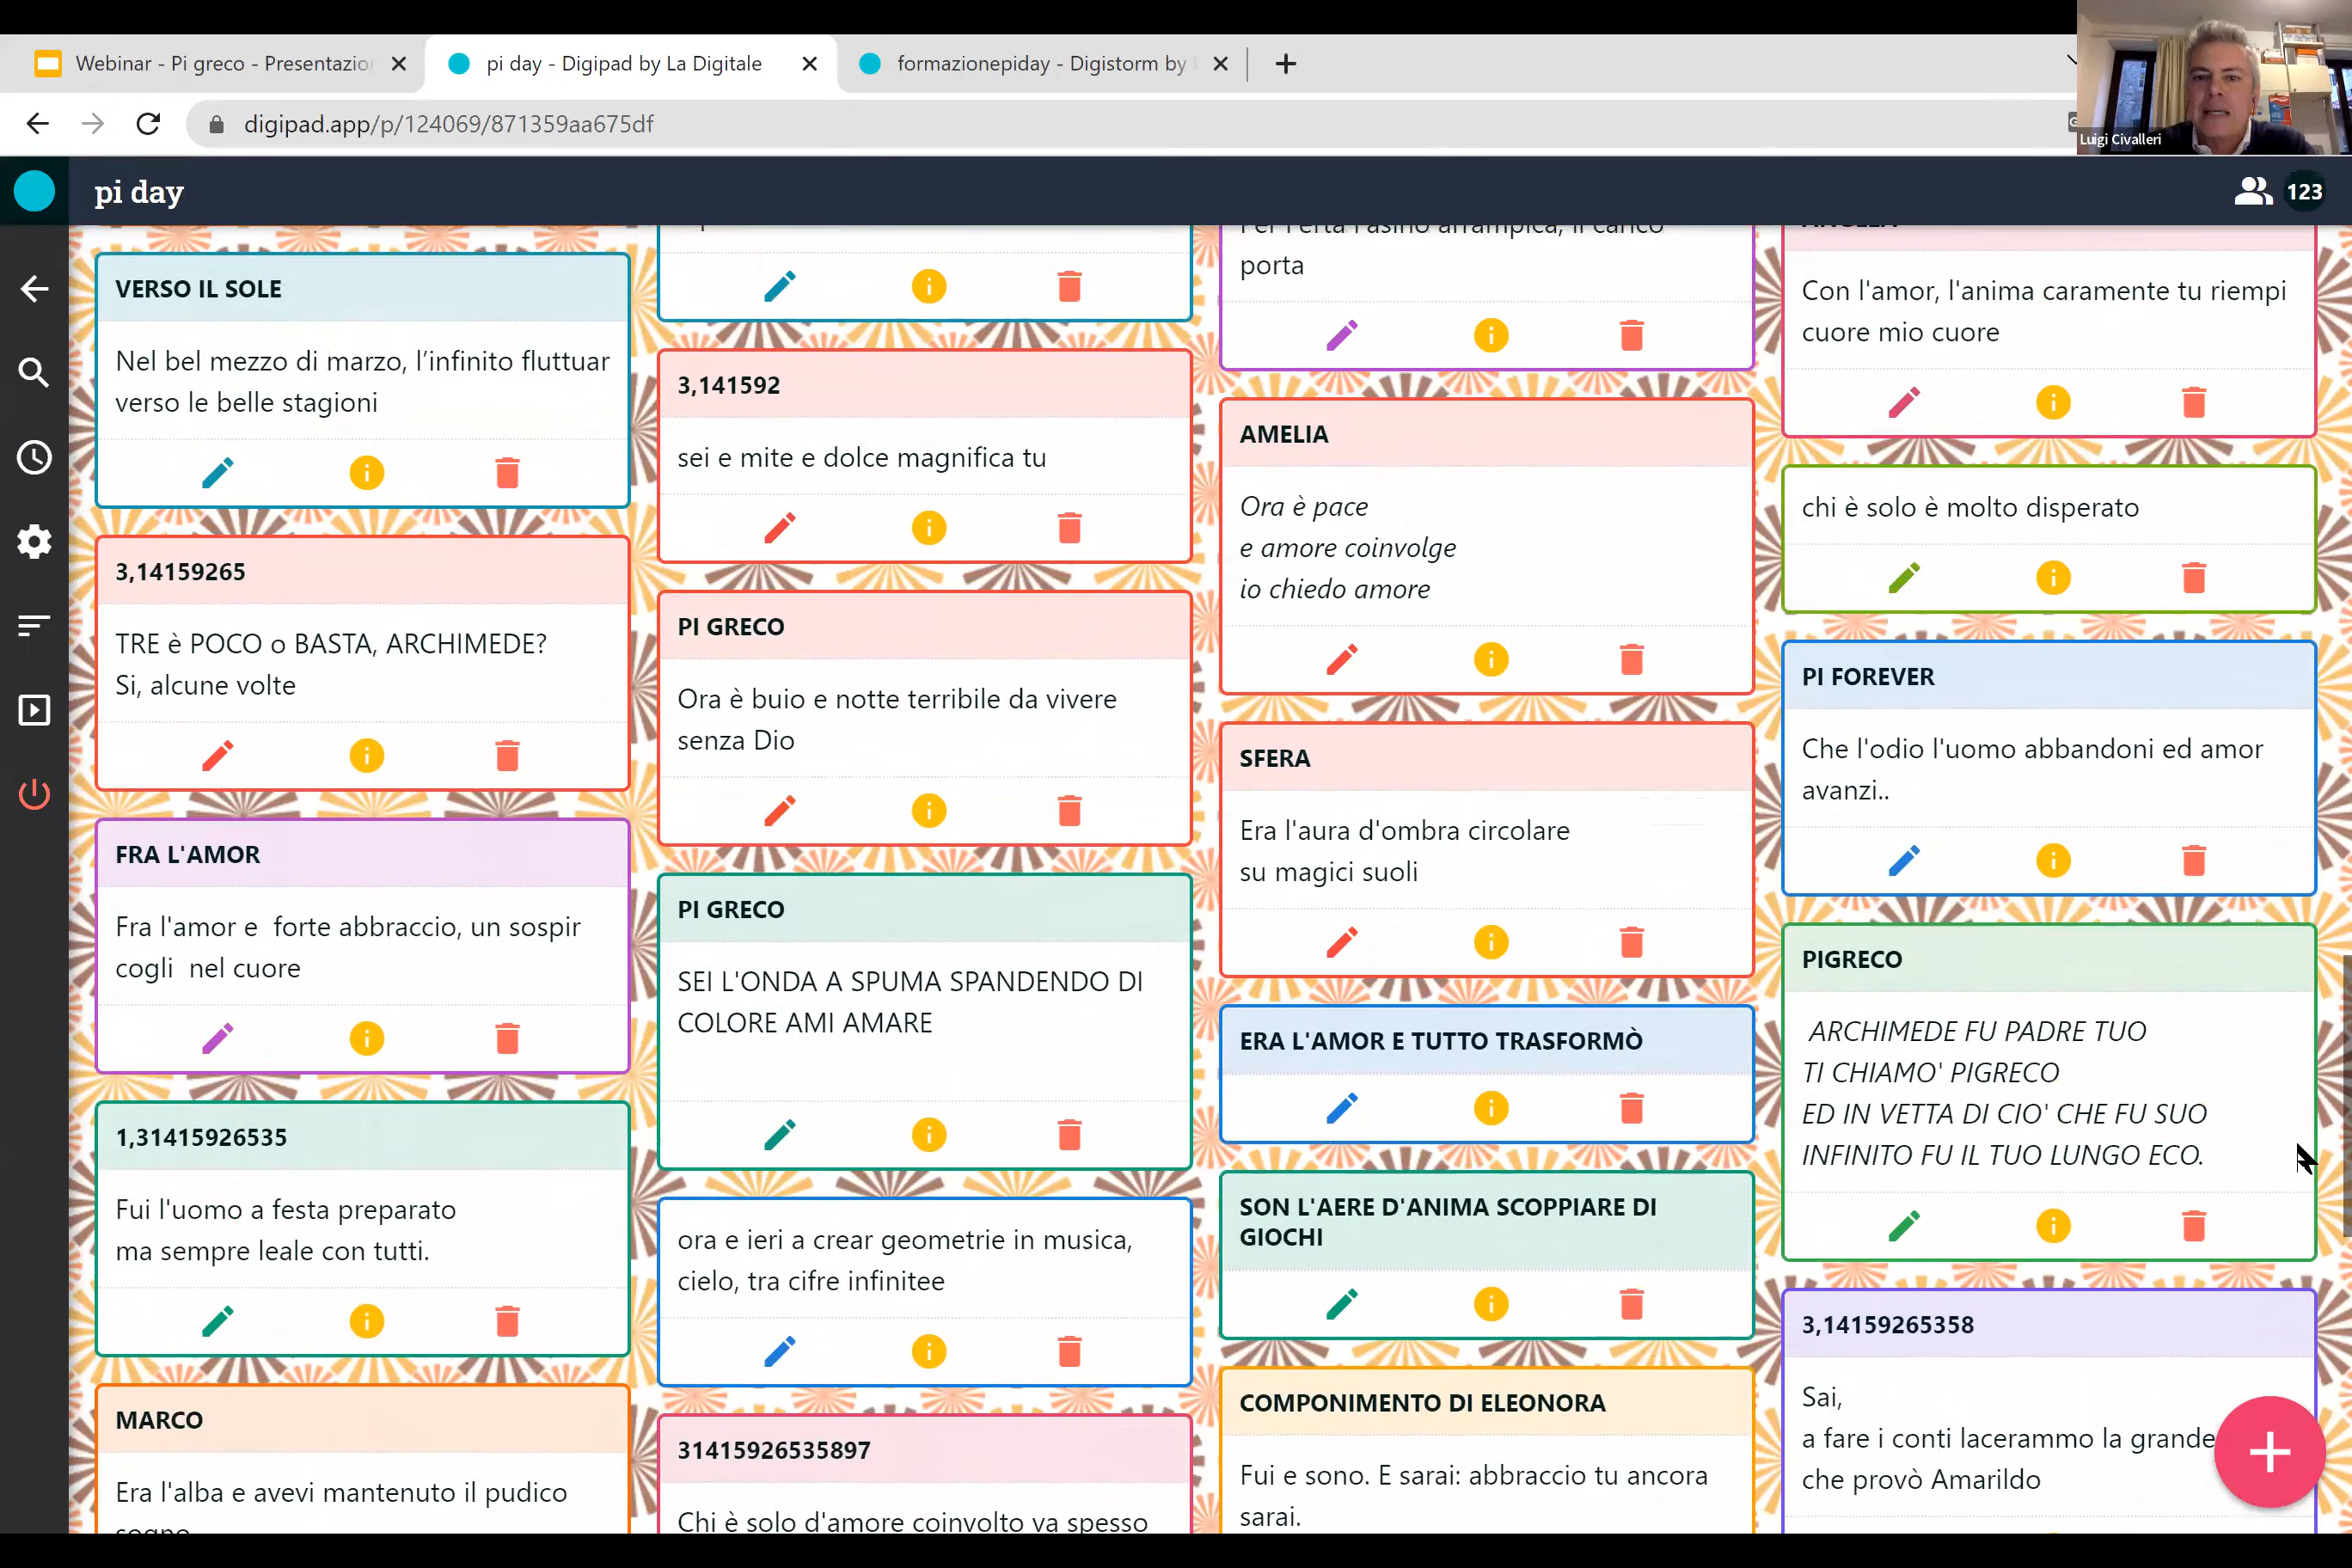 Webinar - Pi greco - Presentazio
pi day - Digipad by La Digitale
formazionepiday - Digistorm by
digipad.app/p/124069/871359aa675df
Luigi Civalleri
pi day
123
VERSO IL SOLE
Nel bel mezzo di marzo, l’infinito fluttuar
verso le belle stagioni
3,14159265
TRE è POCO o BASTA, ARCHIMEDE?
Si, alcune volte
FRA L'AMOR
Fra l'amor e  forte abbraccio, un sospir
cogli  nel cuore
1,31415926535
Fui l'uomo a festa preparato
ma sempre leale con tutti.
MARCO
Era l'alba e avevi mantenuto il pudico
sogno
3,141592
sei e mite e dolce magnifica tu
PI GRECO
Ora è buio e notte terribile da vivere
senza Dio
PI GRECO
SEI L'ONDA A SPUMA SPANDENDO DI
COLORE AMI AMARE
ora e ieri a crear geometrie in musica,
cielo, tra cifre infinitee
31415926535897
Chi è solo d'amore coinvolto va spesso
Per l'erta l'asino arrampica, il carico
porta
AMELIA
Ora è pace
e amore coinvolge
io chiedo amore
SFERA
Era l'aura d'ombra circolare
su magici suoli
ERA L'AMOR E TUTTO TRASFORMÒ
SON L'AERE D'ANIMA SCOPPIARE DI
GIOCHI
COMPONIMENTO DI ELEONORA
Fui e sono. E sarai: abbraccio tu ancora
sarai.
Con l'amor, l'anima caramente tu riempi
cuore mio cuore
chi è solo è molto disperato
PI FOREVER
Che l'odio l'uomo abbandoni ed amor
avanzi..
PIGRECO
ARCHIMEDE FU PADRE TUO
TI CHIAMO' PIGRECO
ED IN VETTA DI CIO' CHE FU SUO
INFINITO FU IL TUO LUNGO ECO.
3,14159265358
Sai,
a fare i conti lacerammo la grande
che provò Amarildo